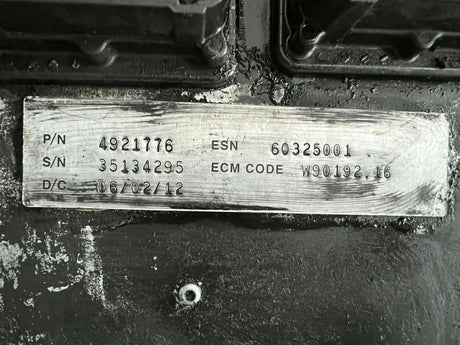 P/N 4921776 ESN 60325001
S/N 35134295 ECM CODE W90192.16
D/C 06/02/12